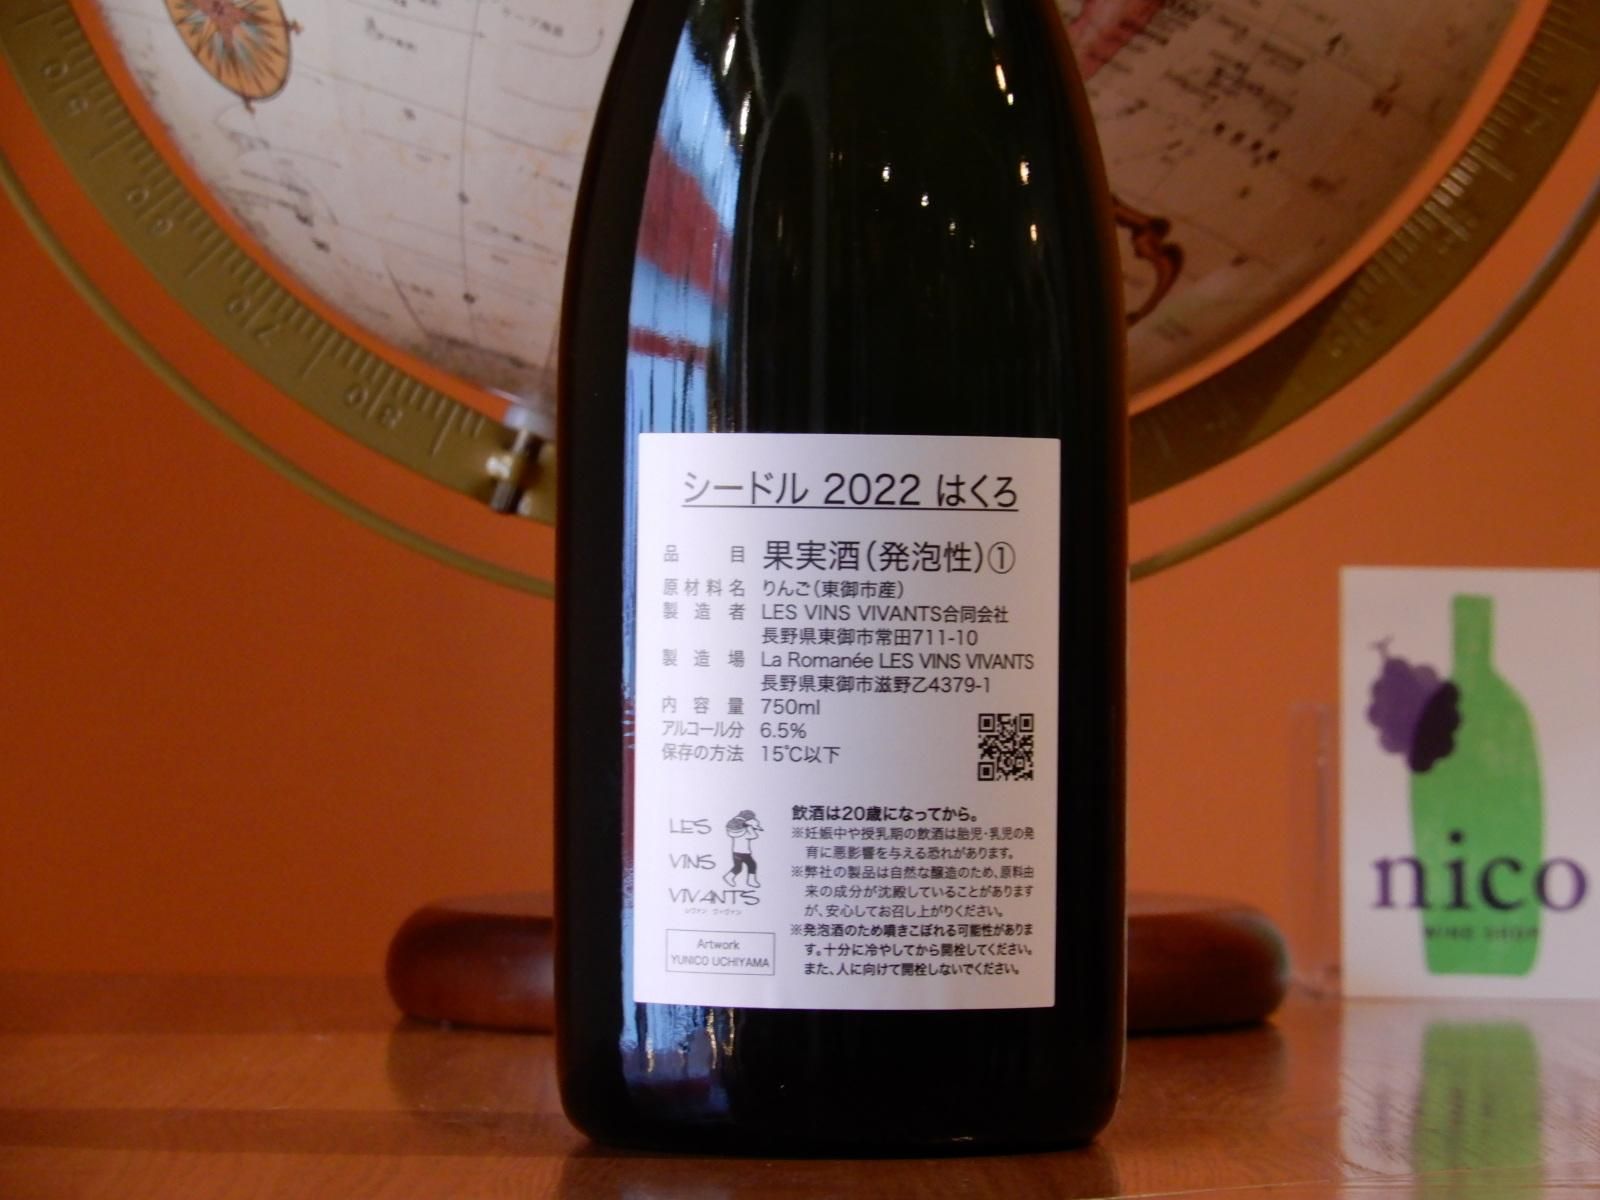 シードル 2022 はくろ
品目 果実酒(発泡性)①
原材料名 りんご(東御市産)
製造者 LES VINS VIVANTS合同会社
長野県東御市常田711-10
製造場 La Romanée LES VINS VIVANTS
長野県東御市滋野乙4379-1
内容量 750ml
アルコール分 6.5%
保存の方法 15℃以下
LES
VINS
VIVANTS
レヴァン ヴィヴァン
Artwork
YUNICO UCHIYAMA
飲酒は20歳になってから。
※妊娠中や授乳期の飲酒は胎児・乳児の発
育に悪影響を与える恐れがあります。
※弊社の製品は自然な醸造のため、原料由
来の成分が沈殿していることがあります
が、安心してお召し上がりください。
※発泡酒のため噴きこぼれる可能性がありま
す。十分に冷やしてから開栓してください。
また、人に向けて開栓しないでください。
nico
WINE SHOP